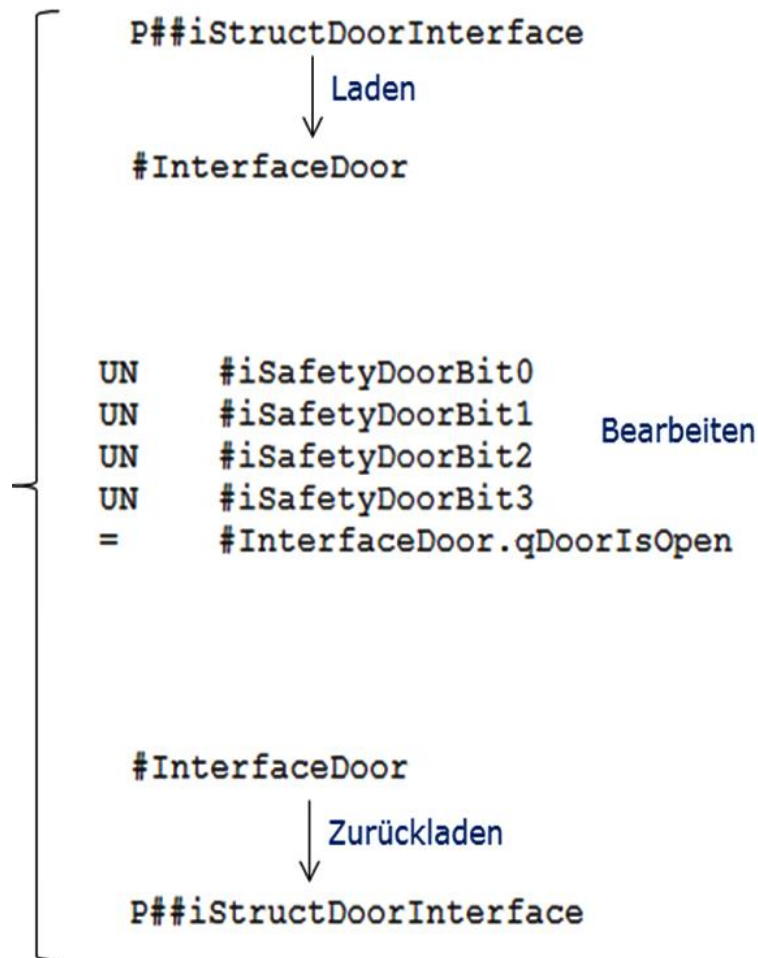 P##iStructDoorInterface
Laden
#InterfaceDoor
UN #iSafetyDoorBit0
UN #iSafetyDoorBit1
UN #iSafetyDoorBit2
Bearbeiten
UN #iSafetyDoorBit3
= #InterfaceDoor.qDoorIsOpen
#InterfaceDoor
Zurückladen
P##iStructDoorInterface